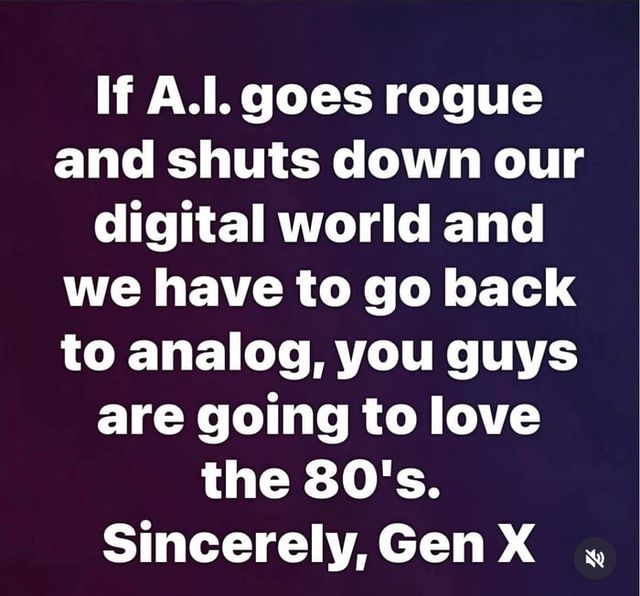 If A.I. goes rogue
and shuts down our
digital world and
we have to go back
to analog, you guys
are going to love
the 80's.
Sincerely, Gen X